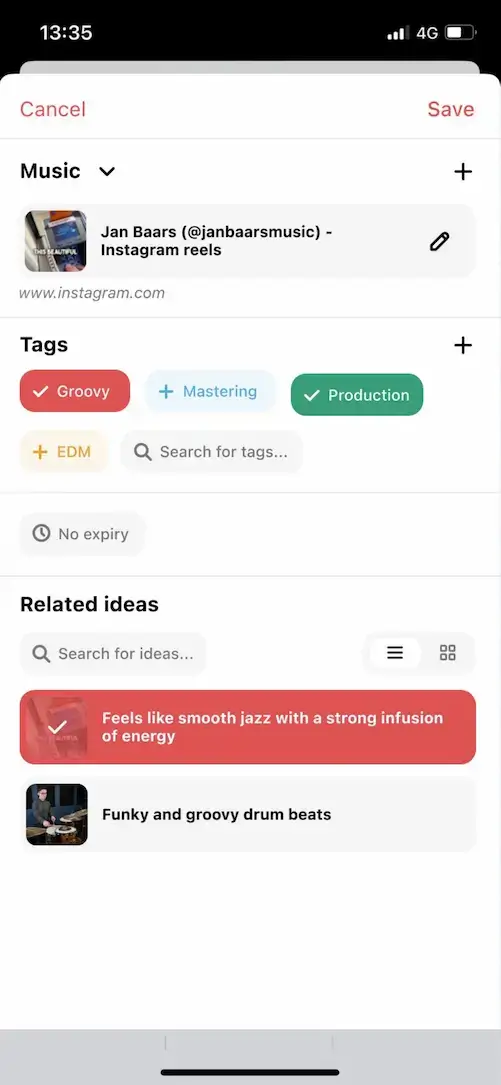 13:35
4G
Cancel
Save
Music
THIS BEAUTIFUL
Jan Baars (@janbaarsmusic) -
Instagram reels
www.instagram.com
Tags
Groovy
Mastering
Production
EDM
Search for tags...
No expiry
Related ideas
Search for ideas...
Feels like smooth jazz with a strong infusion
of energy
Funky and groovy drum beats